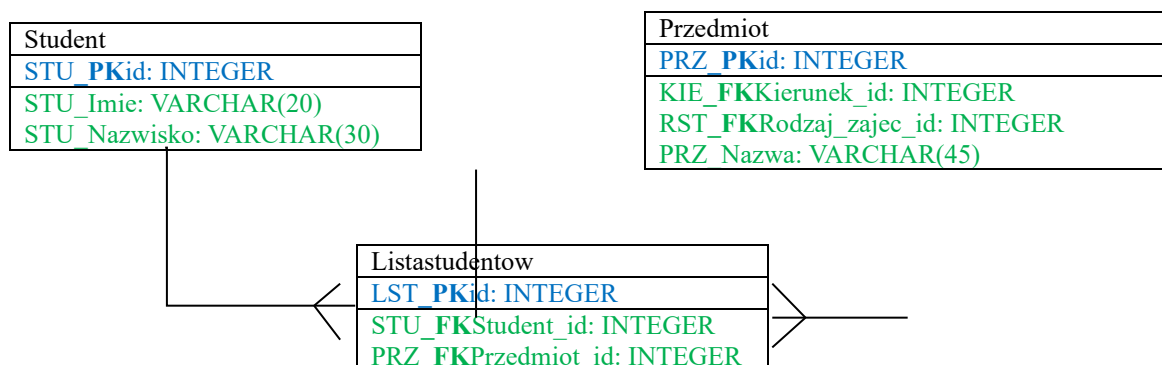 Student
STU_PKid: INTEGER
STU_Imie: VARCHAR(20)
STU_Nazwisko: VARCHAR(30)
Przedmiot
PRZ_PKid: INTEGER
KIE_FKKierunek_id: INTEGER
RST_FKRodzaj_zajec_id: INTEGER
PRZ_Nazwa: VARCHAR(45)
Listastudentow
LST_PKid: INTEGER
STU_FKStudent_id: INTEGER
PRZ_FKPrzedmiot_id: INTEGER